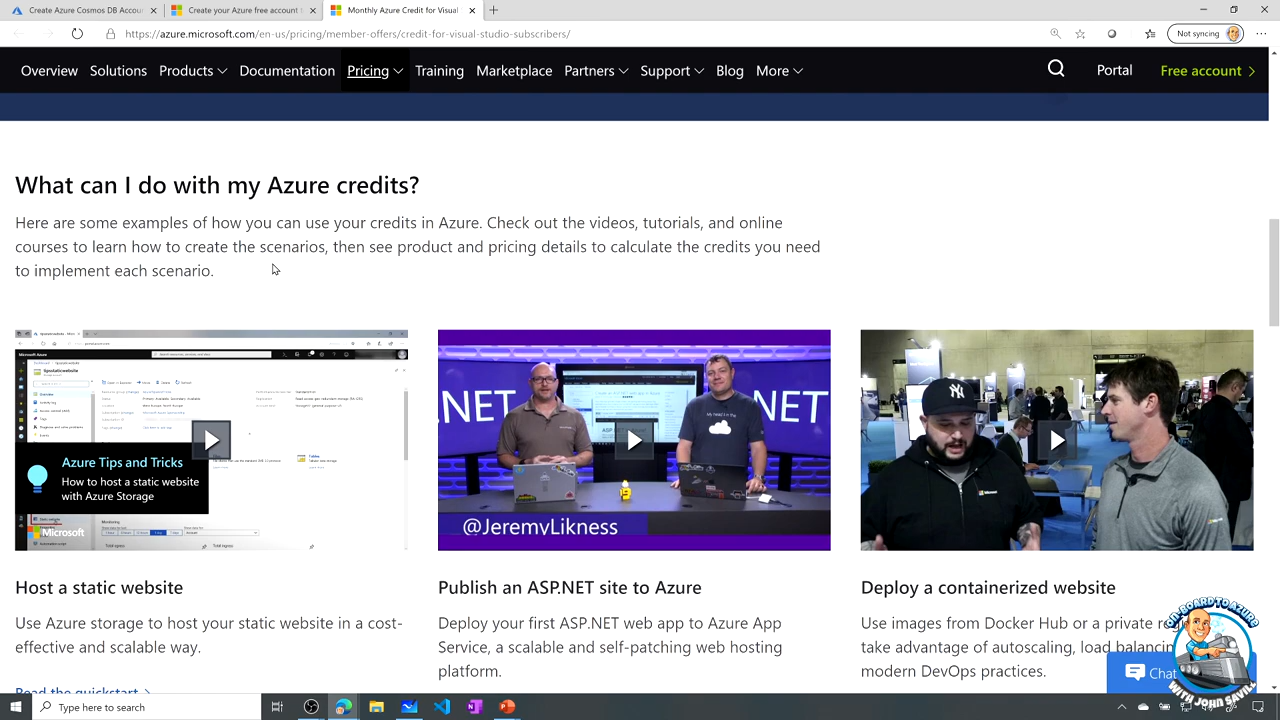 Create Azure Cosmos DB Accou
Create your Azure free account t
Monthly Azure Credit for Visual
https://azure.microsoft.com/en-us/pricing/member-offers/credit-for-visual-studio-subscribers/
Not syncing
Overview Solutions Products Documentation Pricing Training Marketplace Partners Support Blog More Portal Free account
What can I do with my Azure credits?
Here are some examples of how you can use your credits in Azure. Check out the videos, tutorials, and online
courses to learn how to create the scenarios, then see product and pricing details to calculate the credits you need
to implement each scenario.
Microsoft Azure
Azure Tips and Tricks
How to host a static website
with Azure Storage
Microsoft
.NET
@JeremyLikness
Host a static website
Use Azure storage to host your static website in a cost-
effective and scalable way.
Read the quickstart
Publish an ASP.NET site to Azure
Deploy your first ASP.NET web app to Azure App
Service, a scalable and self-patching web hosting
platform.
Deploy a containerized website
Use images from Docker Hub or a private re
take advantage of autoscaling, load balancin
modern DevOps practices.
Chat
ONBOARD TO AZURE
WITH JOHN SAVILL
Type here to search